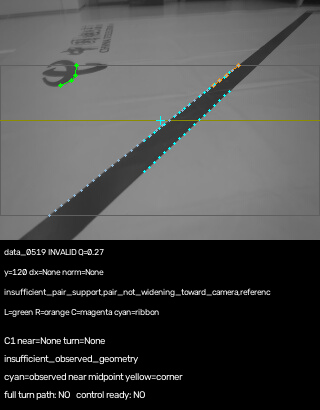 data_0519 INVALID Q=0.27
y=120 dx=None norm=None
insufficient_pair_support,pair_not_widening_toward_camera,referenc
L=green R=orange C=magenta cyan=ribbon
C1 near=None turn=None
insufficient_observed_geometry
cyan=observed near midpoint yellow=corner
full turn path: NO control ready: NO